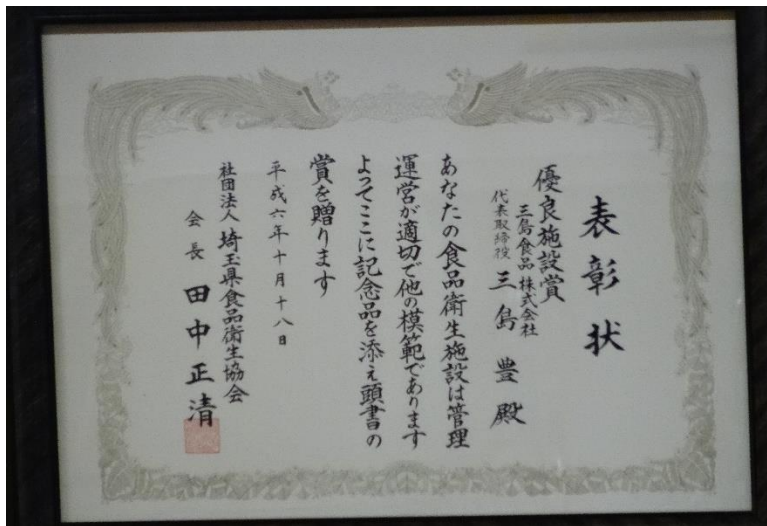 表彰状
優良施設賞
三島食品株式会社
代表取締役 三島豊殿
あなたの食品衛生施設は管理
運営が適切で他の模範であります
よってここに記念品を添え頭書の
賞を贈ります
平成六年十月十八日
社団法人 埼玉県食品衛生協会
会長 田中正清